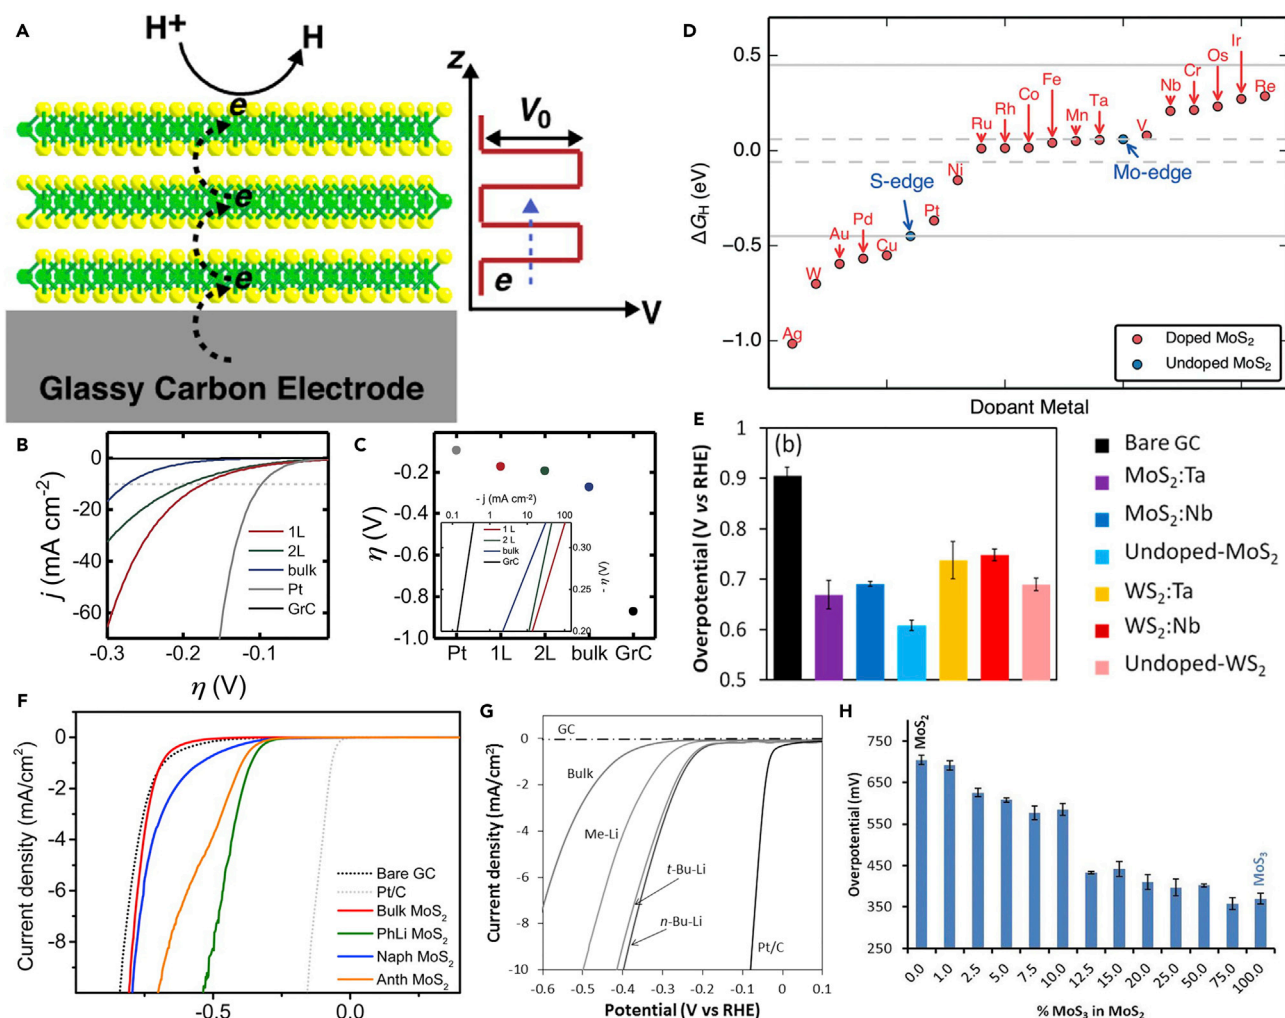 A
H⁺
H
e
e
e
Glassy Carbon Electrode
z
V₀
e
V
D
ΔG_H (eV)
0.5
0.0
−0.5
−1.0
Ag
W
Au
Pd
Cu
S-edge
Pt
Ni
Ru
Rh
Co
Fe
Mn
Ta
Mo-edge
V
Nb
Cr
Os
Ir
Re
Doped MoS₂
Undoped MoS₂
Dopant Metal
B
j (mA cm⁻²)
0
-20
-40
-60
1L
2L
bulk
Pt
GrC
-0.3
-0.2
-0.1
η (V)
C
η (V)
-0.2
-0.4
-0.6
-0.8
-1.0
- j (mA cm⁻²)
0.1
1
10
100
1 L
2 L
bulk
GrC
0.30
0.25
0.20
- η (V)
Pt
1L
2L
bulk
GrC
E
(b)
Overpotential (V vs RHE)
1
0.9
0.8
0.7
0.6
0.5
Bare GC
MoS₂:Ta
MoS₂:Nb
Undoped-MoS₂
WS₂:Ta
WS₂:Nb
Undoped-WS₂
F
Current density (mA/cm²)
0
-2
-4
-6
-8
Bare GC
Pt/C
Bulk MoS₂
PhLi MoS₂
Naph MoS₂
Anth MoS₂
-0.5
0.0
G
Current density (mA/cm²)
0
-2
-4
-6
-8
-10
GC
Bulk
Me-Li
t-Bu-Li
n-Bu-Li
Pt/C
-0.6
-0.5
-0.4
-0.3
-0.2
-0.1
0
0.1
Potential (V vs RHE)
H
Overpotential (mV)
750
650
550
450
350
250
MoS₂
MoS₃
0.0
1.0
2.5
5.0
7.5
10.0
12.5
15.0
20.0
25.0
50.0
75.0
100.0
% MoS₃ in MoS₂